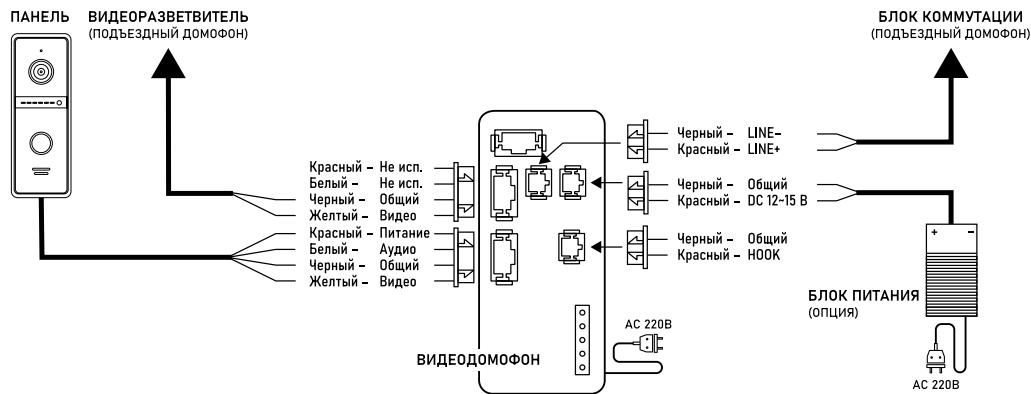 ПАНЕЛЬ
ВИДЕОРАЗВЕТВИТЕЛЬ
(ПОДЪЕЗДНЫЙ ДОМОФОН)
БЛОК КОММУТАЦИИ
(ПОДЪЕЗДНЫЙ ДОМОФОН)
Красный – Не исп.
Белый – Не исп.
Черный – Общий
Желтый – Видео
Красный – Питание
Белый – Аудио
Черный – Общий
Желтый – Видео
Черный – LINE–
Красный – LINE+
Черный – Общий
Красный – DC 12~15 В
Черный – Общий
Красный – HOOK
ВИДЕОДОМОФОН
AC 220В
+ –
БЛОК ПИТАНИЯ
(ОПЦИЯ)
AC 220В